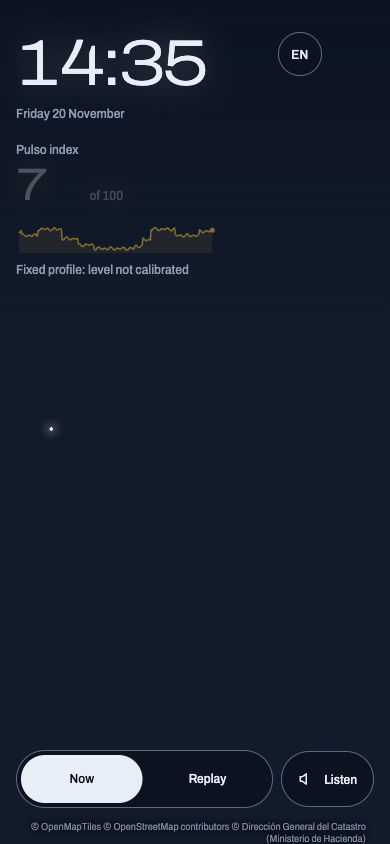 14:35
EN
Friday 20 November
Pulso index
7
of 100
Fixed profile: level not calibrated
Now
Replay
Listen
© OpenMapTiles © OpenStreetMap contributors © Dirección General del Catastro
(Ministerio de Hacienda)